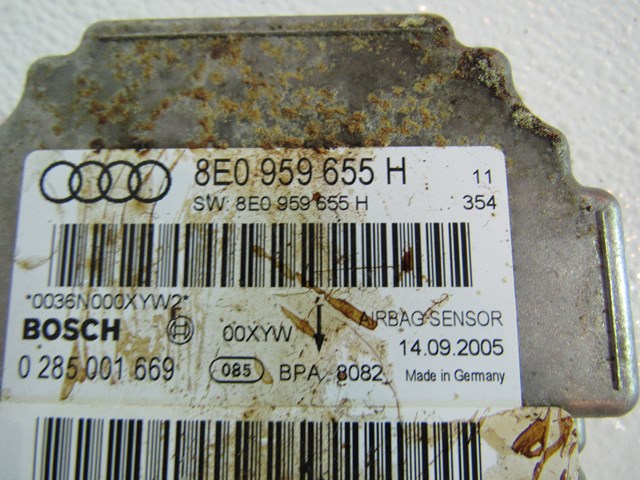 8E0 959 655 H 11
SW: 8E0 959 655 H 354
*0036N000XYW2*
BOSCH 00XYW AIRBAG SENSOR
14.09.2005
0 285 001 669 085 BPA 8082 Made in Germany